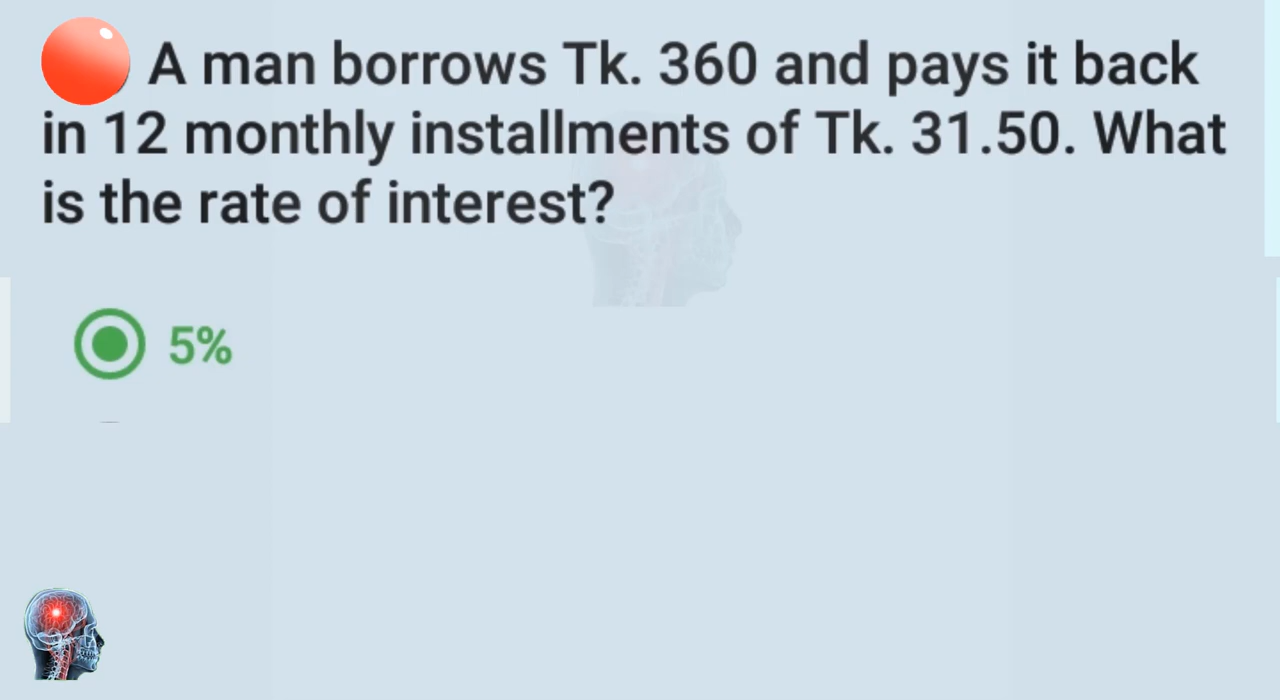 A man borrows Tk. 360 and pays it back
in 12 monthly installments of Tk. 31.50. What
is the rate of interest?
5%